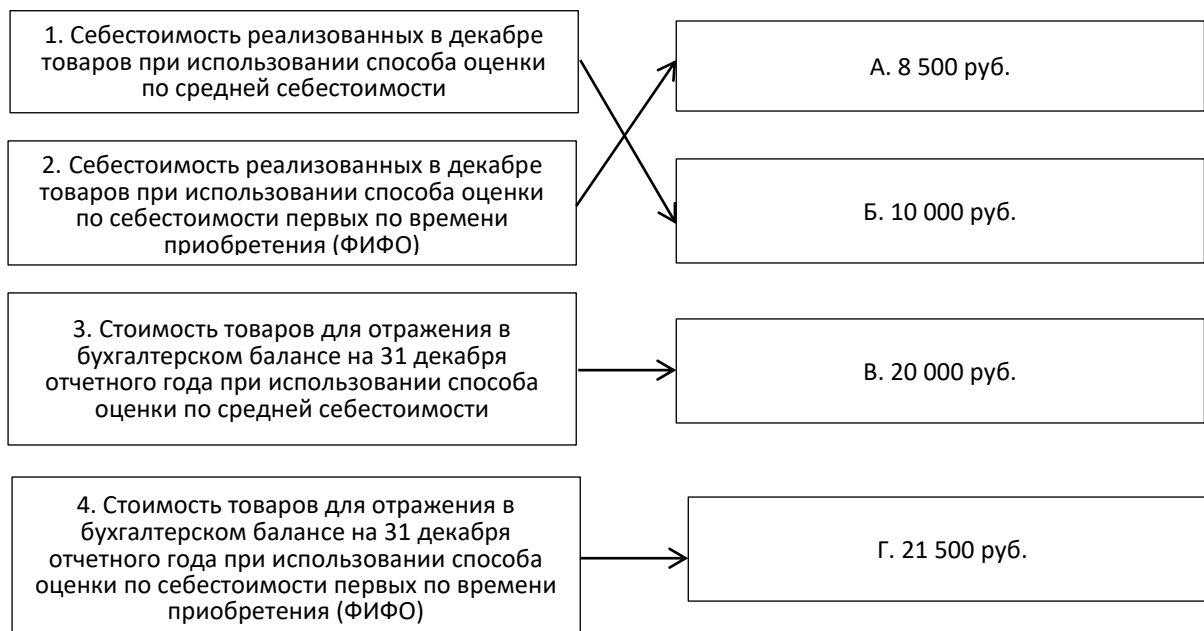 1. Себестоимость реализованных в декабре
товаров при использовании способа оценки
по средней себестоимости
А. 8 500 руб.
2. Себестоимость реализованных в декабре
товаров при использовании способа оценки
по себестоимости первых по времени
приобретения (ФИФО)
Б. 10 000 руб.
3. Стоимость товаров для отражения в
бухгалтерском балансе на 31 декабря
отчетного года при использовании способа
оценки по средней себестоимости
В. 20 000 руб.
4. Стоимость товаров для отражения в
бухгалтерском балансе на 31 декабря
отчетного года при использовании способа
оценки по себестоимости первых по времени
приобретения (ФИФО)
Г. 21 500 руб.